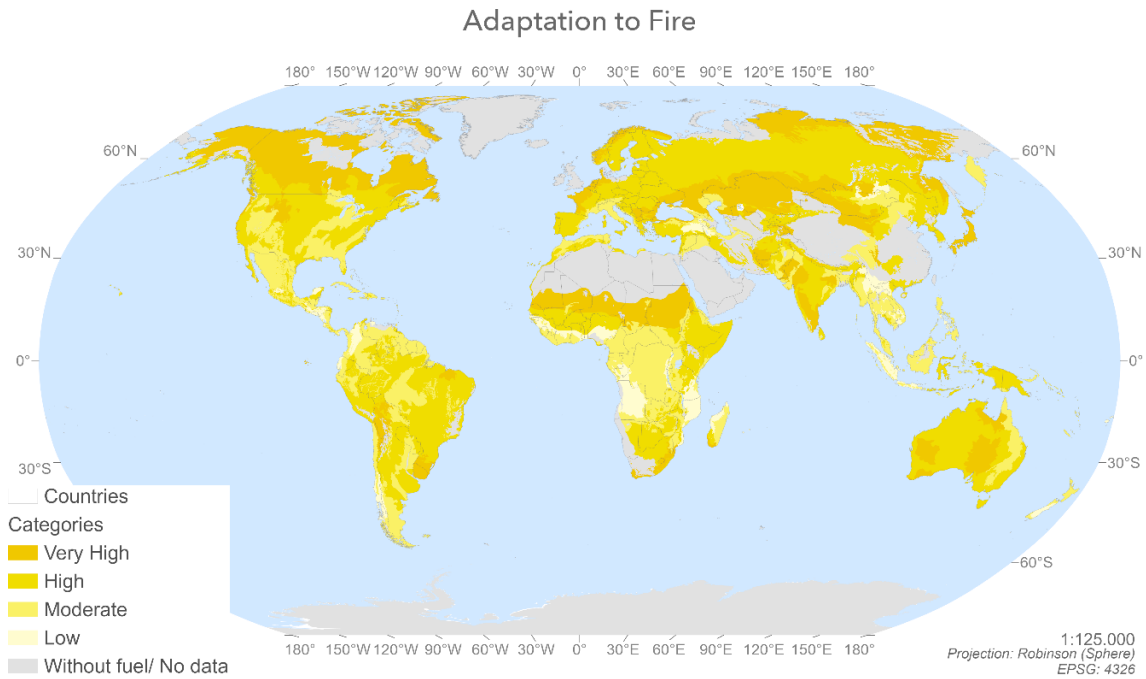 Adaptation to Fire
180° 150°W 120°W 90°W 60°W 30°W 0° 30°E 60°E 90°E 120°E 150°E 180°
60°N 60°N
30°N 30°N
0° 0°
30°S 30°S
60°S
Countries
Categories
Very High
High
Moderate
Low
Without fuel/ No data
180° 150°W 120°W 90°W 60°W 30°W 0° 30°E 60°E 90°E 120°E 150°E 180°
1:125.000
Projection: Robinson (Sphere)
EPSG: 4326